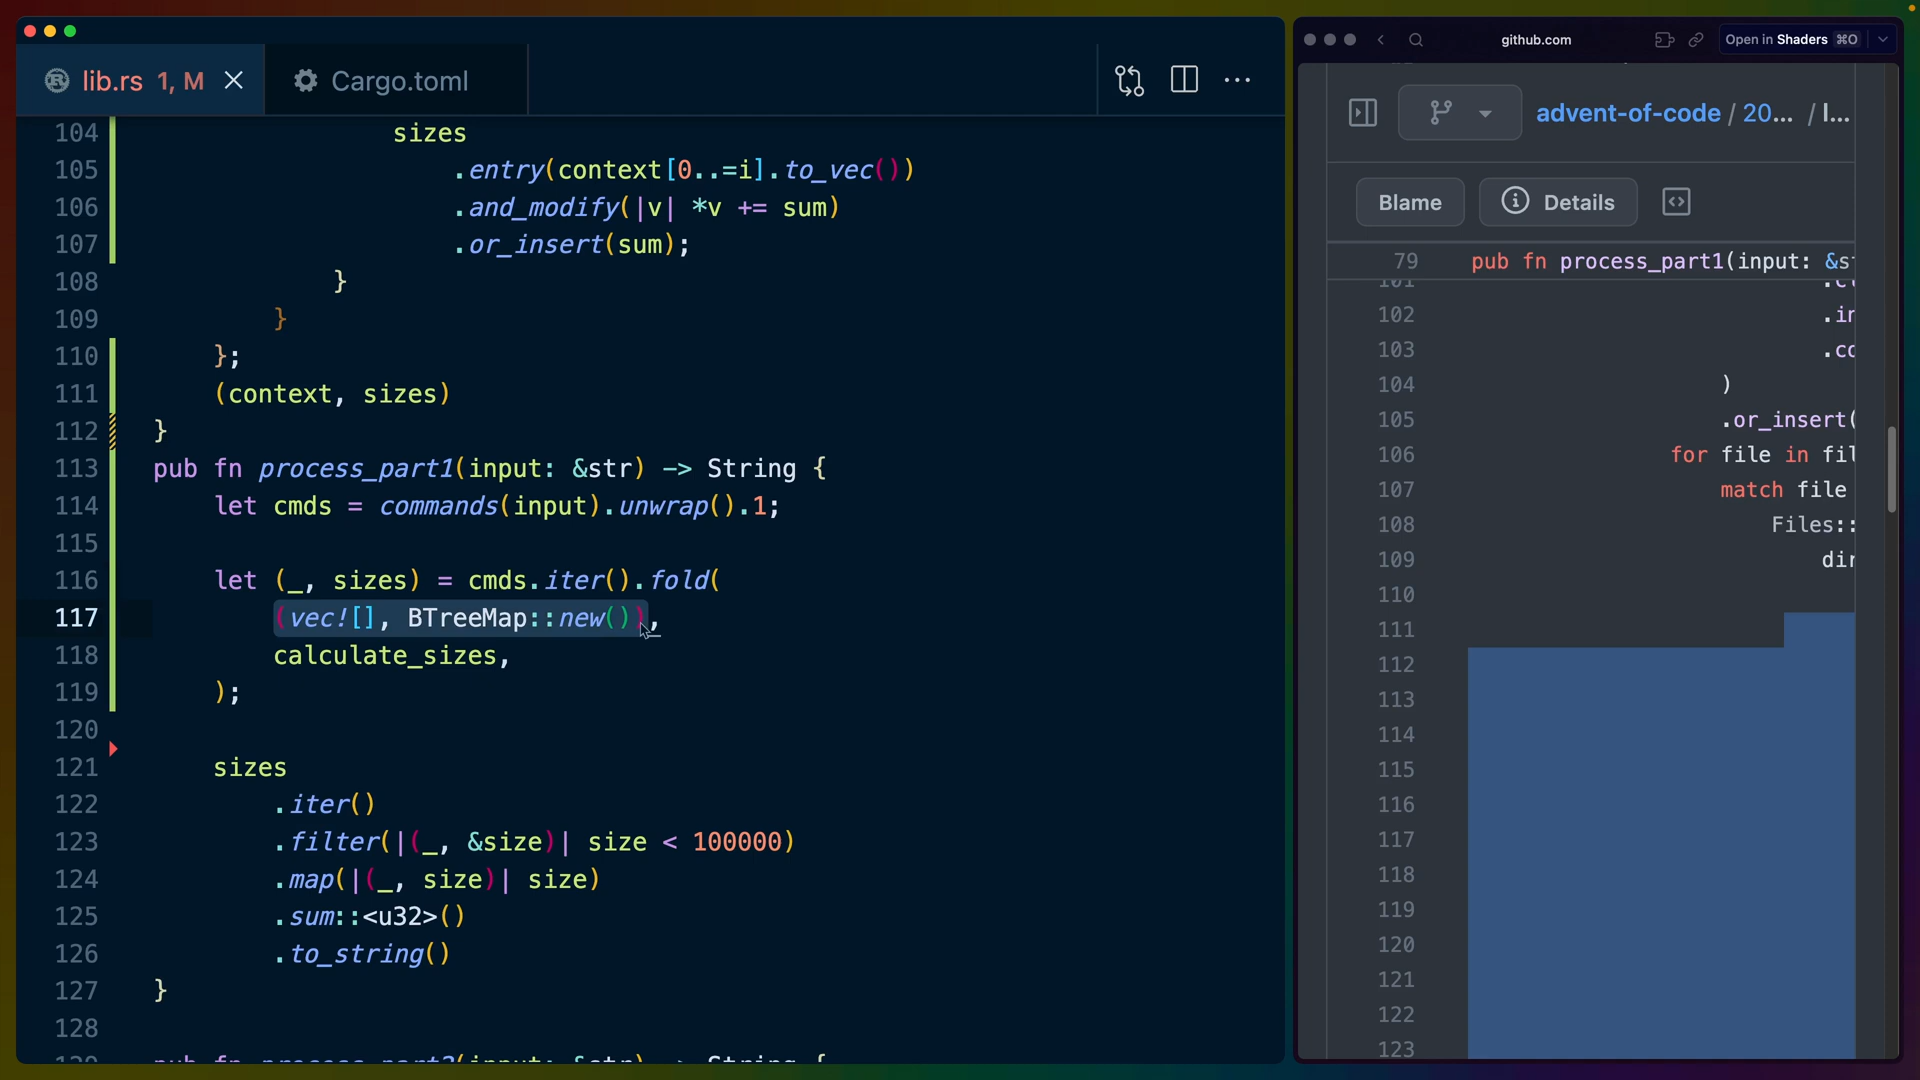 lib.rs 1, M
Cargo.toml
104 sizes
105 .entry(context[0..=i].to_vec())
106 .and_modify(|v| *v += sum)
107 .or_insert(sum);
108 }
109 }
110 };
111 (context, sizes)
112 }
113 pub fn process_part1(input: &str) -> String {
114 let cmds = commands(input).unwrap().1;
115
116 let (_, sizes) = cmds.iter().fold(
117 (vec![], BTreeMap::new()),
118 calculate_sizes,
119 );
120
121 sizes
122 .iter()
123 .filter(|(_, &size)| size < 100000)
124 .map(|(_, size)| size)
125 .sum::<u32>()
126 .to_string()
127 }
128
github.com
Open in Shaders ⌘O
advent-of-code / 20... / l...
Blame
Details
79 pub fn process_part1(input: &s
102 .in
103 .co
104 )
105 .or_insert(
106 for file in fil
107 match file
108 Files::
109 dir
110
111
112
113
114
115
116
117
118
119
120
121
122
123